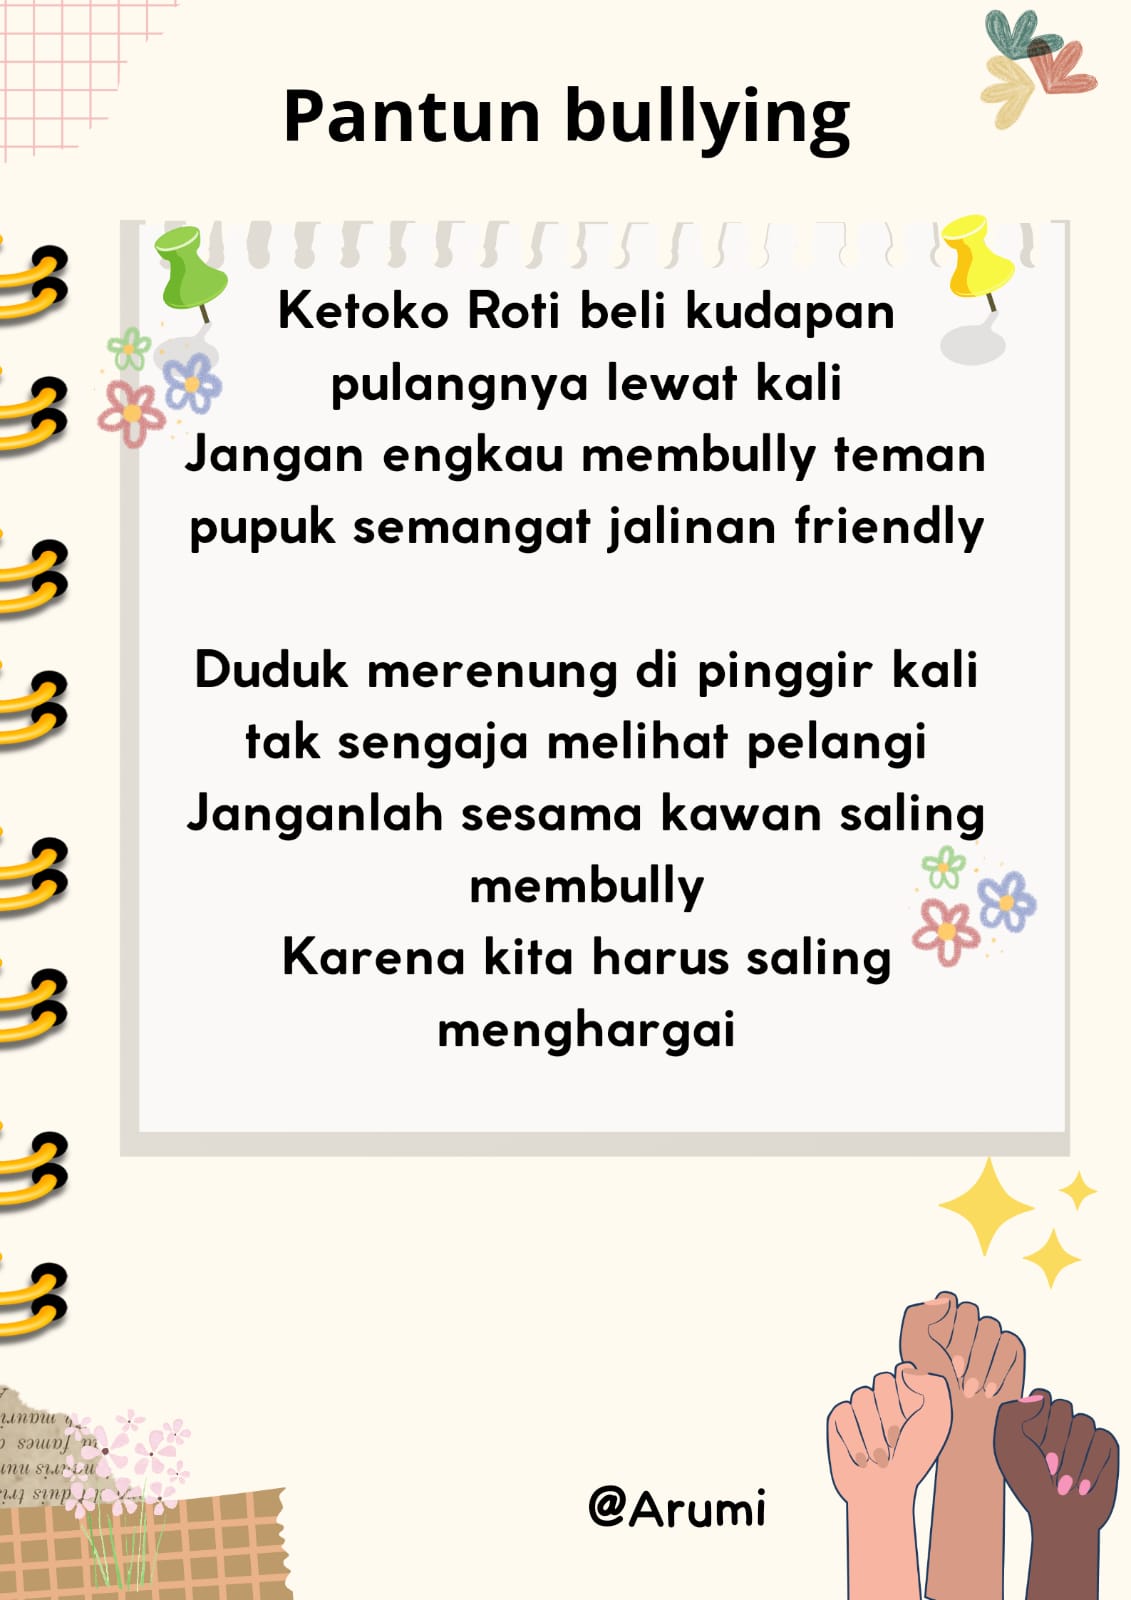 Pantun bullying
Ketoko Roti beli kudapan
pulangnya lewat kali
Jangan engkau membully teman
pupuk semangat jalinan friendly
Duduk merenung di pinggir kali
tak sengaja melihat pelangi
Janganlah sesama kawan saling
membully
Karena kita harus saling
menghargai
@Arumi